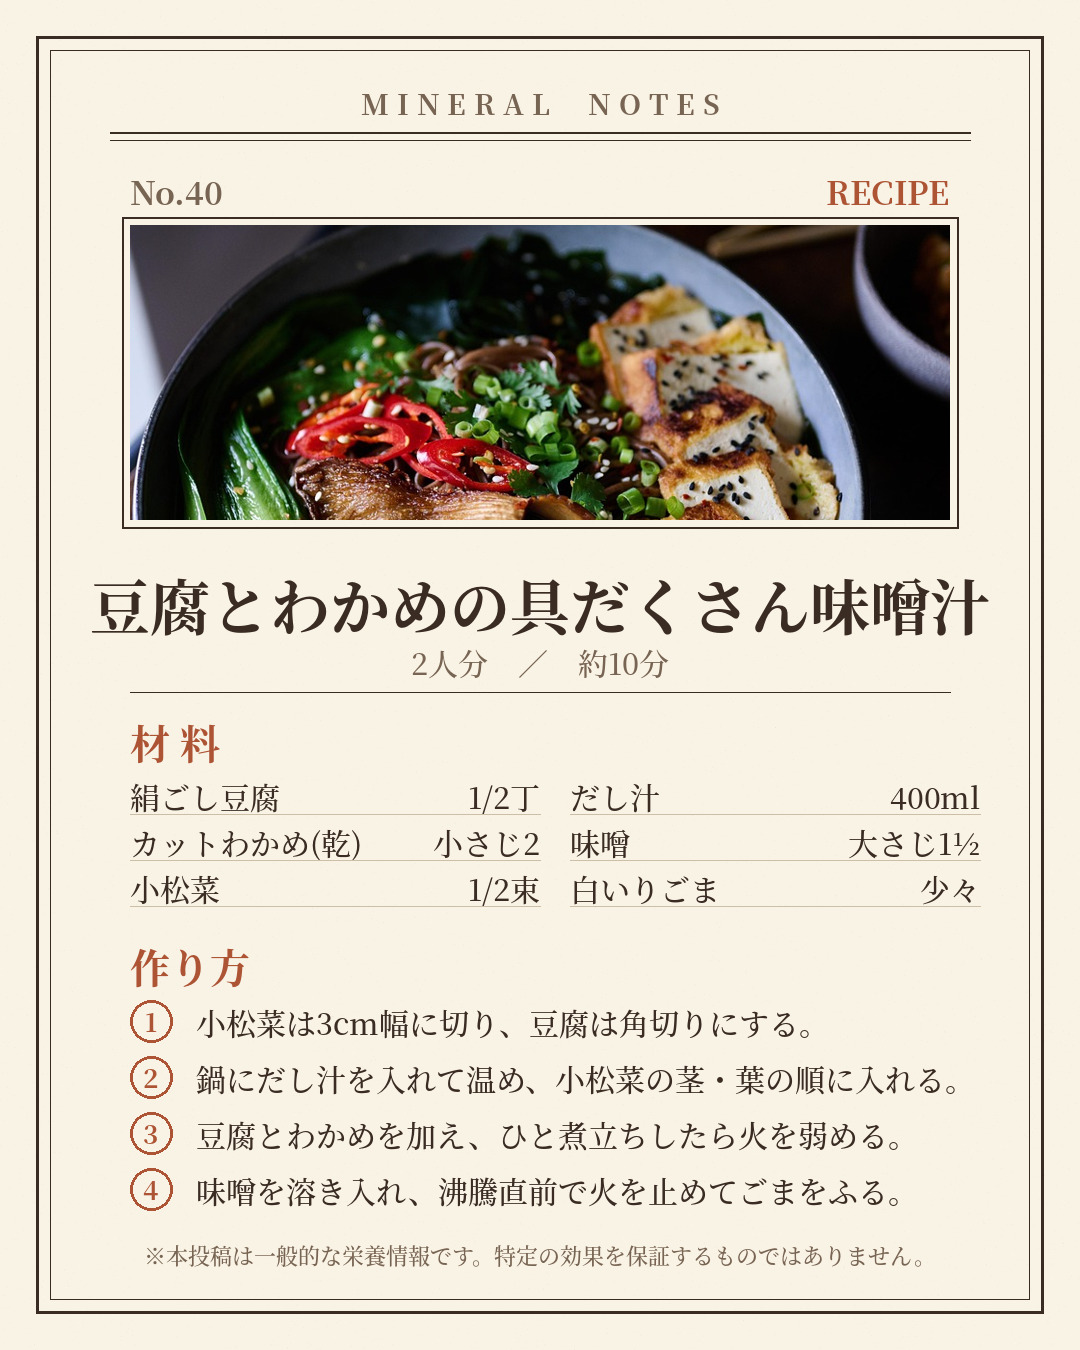 MINERAL NOTES
No.40 RECIPE
豆腐とわかめの具だくさん味噌汁
2人分 ／ 約10分
材料
絹ごし豆腐 1/2丁 だし汁 400ml
カットわかめ(乾) 小さじ2 味噌 大さじ1½
小松菜 1/2束 白いりごま 少々
作り方
1 小松菜は3cm幅に切り、豆腐は角切りにする。
2 鍋にだし汁を入れて温め、小松菜の茎・葉の順に入れる。
3 豆腐とわかめを加え、ひと煮立ちしたら火を弱める。
4 味噌を溶き入れ、沸騰直前で火を止めてごまをふる。
※本投稿は一般的な栄養情報です。特定の効果を保証するものではありません。